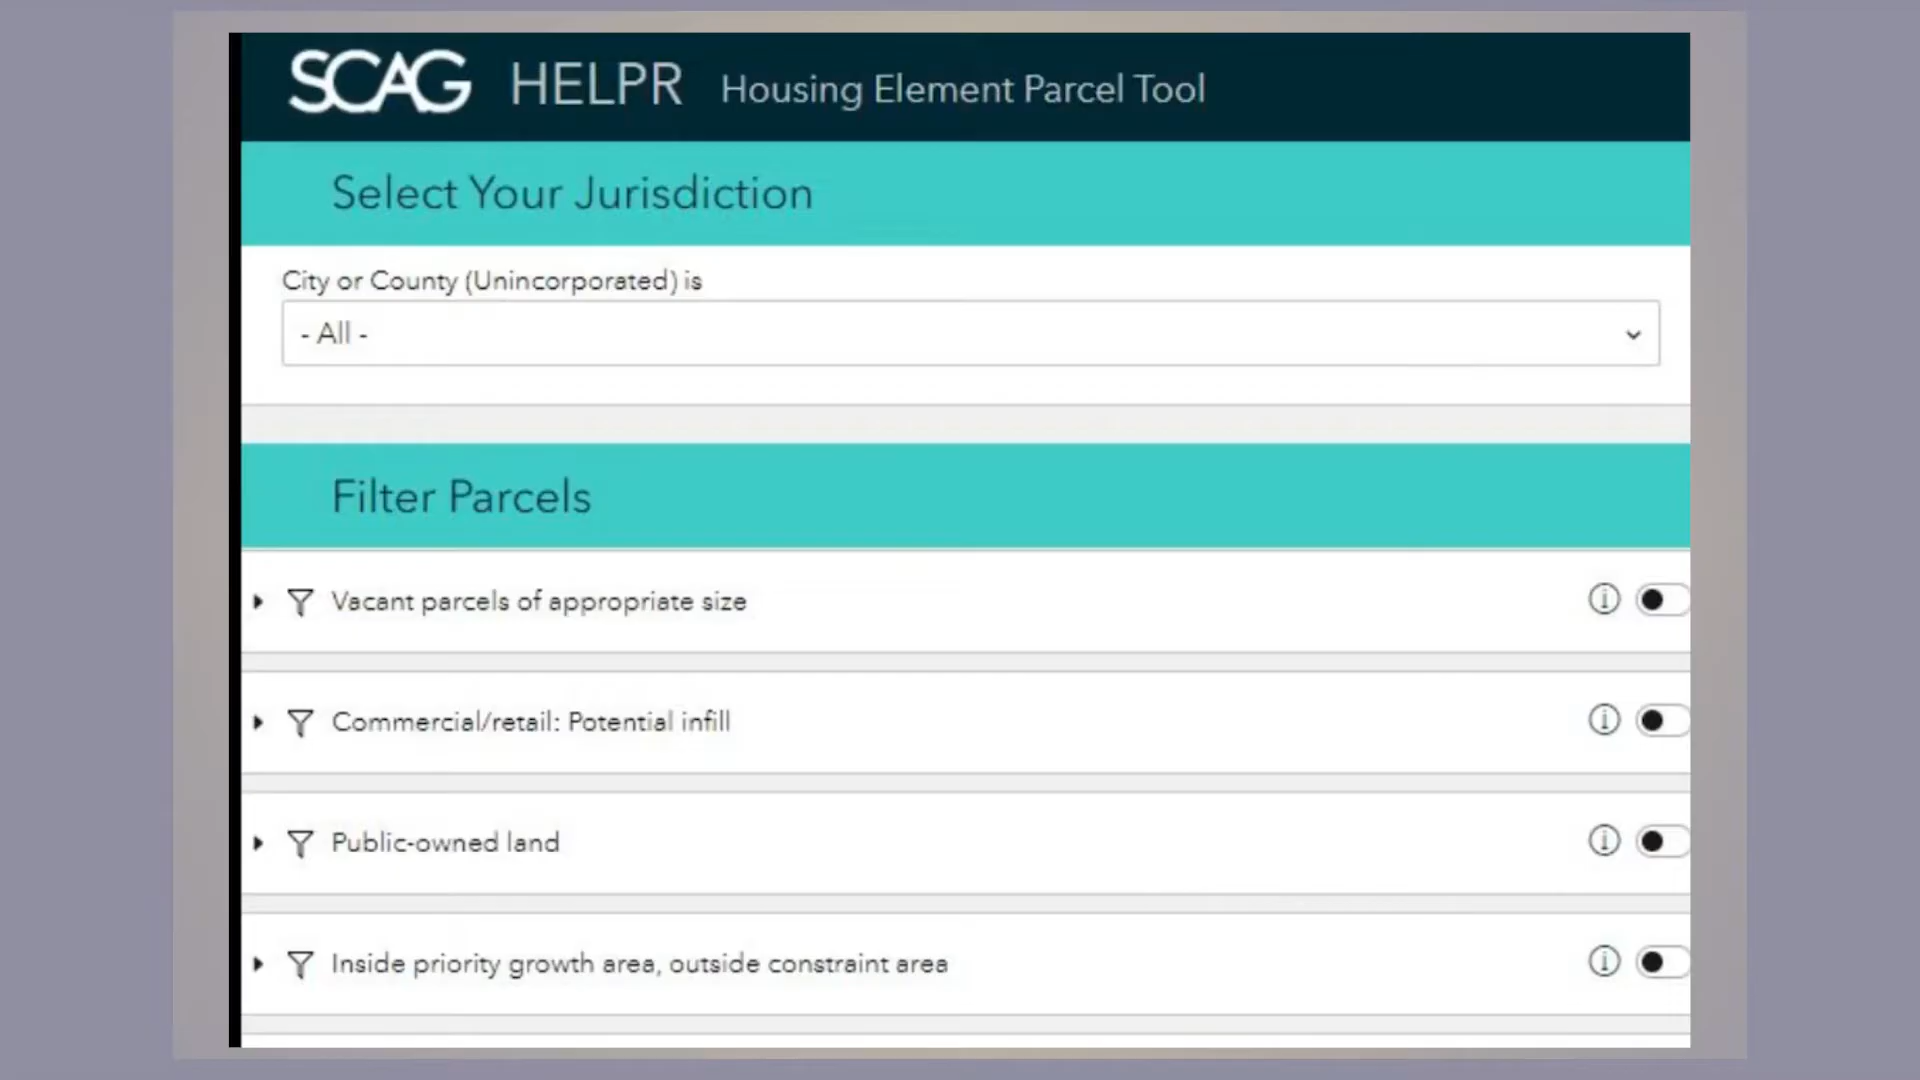 SCAG HELPR Housing Element Parcel Tool
Select Your Jurisdiction
City or County (Unincorporated) is
- All -
Filter Parcels
Vacant parcels of appropriate size
Commercial/retail: Potential infill
Public-owned land
Inside priority growth area, outside constraint area